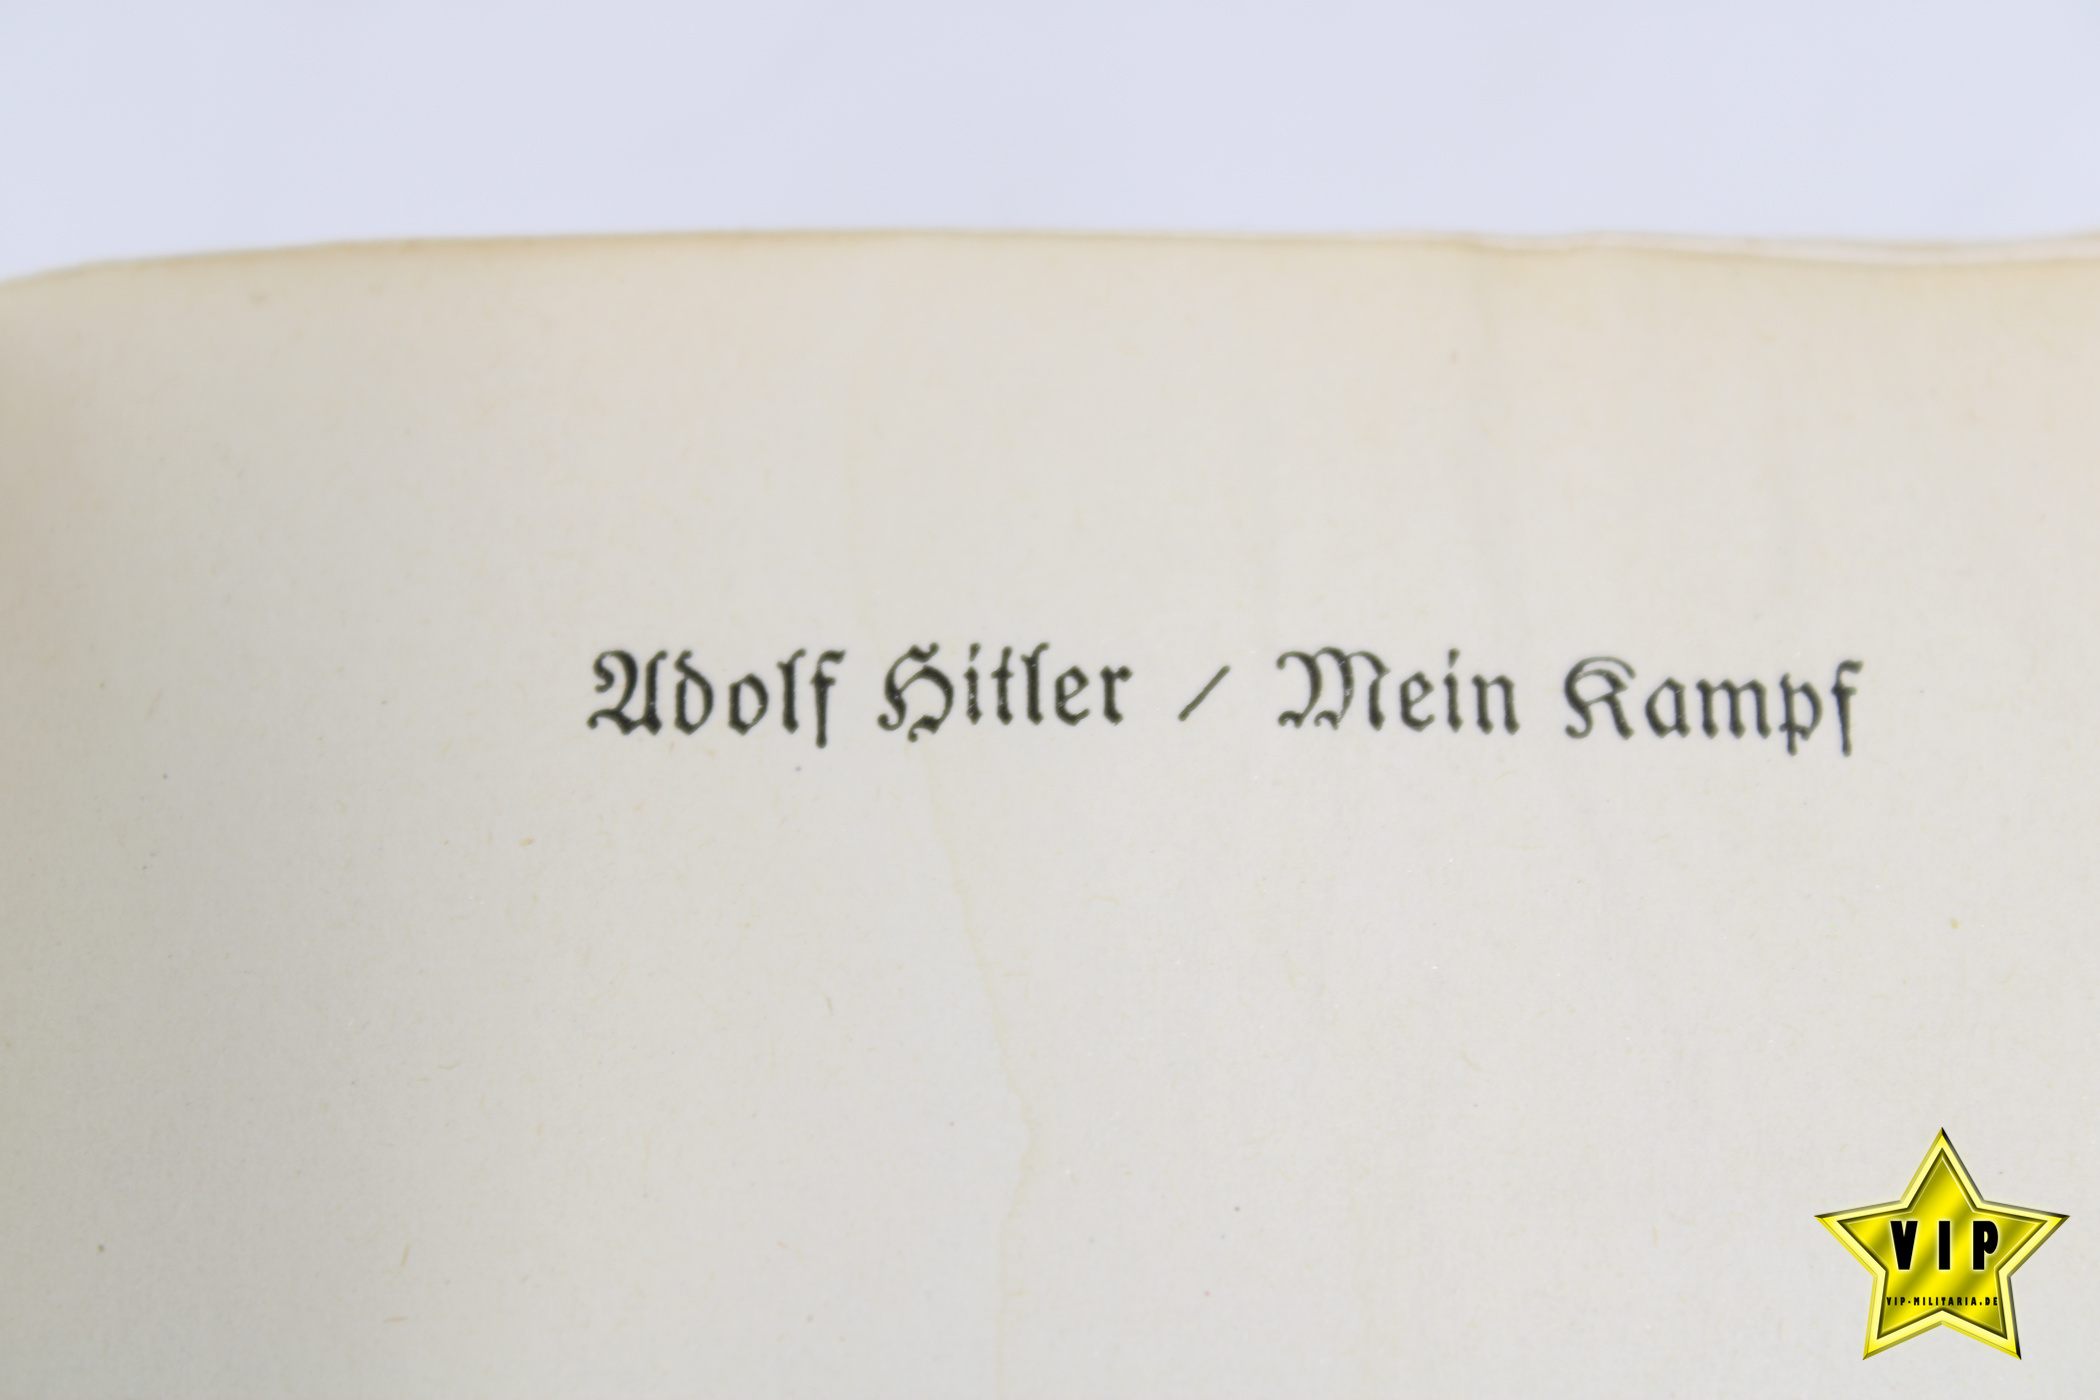 Adolf Hitler / Mein Kampf
VIP
VIP-MILITARIA.DE